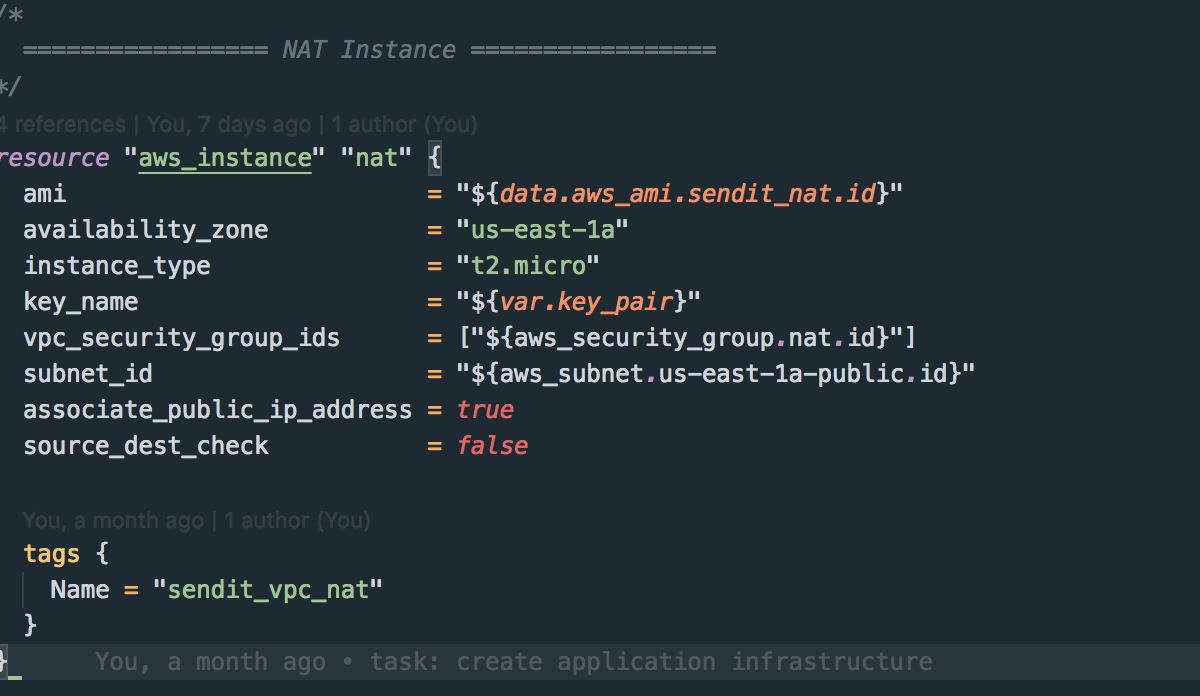 /*
================= NAT Instance =================
*/
4 references | You, 7 days ago | 1 author (You)
resource "aws_instance" "nat" {
ami = "${data.aws_ami.sendit_nat.id}"
availability_zone = "us-east-1a"
instance_type = "t2.micro"
key_name = "${var.key_pair}"
vpc_security_group_ids = ["${aws_security_group.nat.id}"]
subnet_id = "${aws_subnet.us-east-1a-public.id}"
associate_public_ip_address = true
source_dest_check = false
You, a month ago | 1 author (You)
tags {
Name = "sendit_vpc_nat"
}
} You, a month ago • task: create application infrastructure